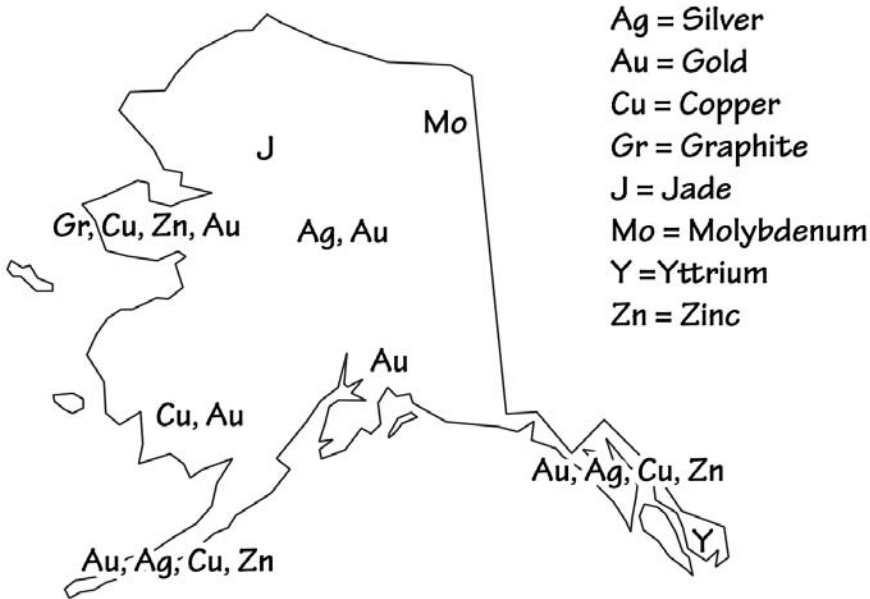 Ag = Silver
Au = Gold
Cu = Copper
Gr = Graphite
J = Jade
Mo = Molybdenum
Y =Yttrium
Zn = Zinc
Mo
J
Gr, Cu, Zn, Au
Ag, Au
Au
Cu, Au
Au, Ag, Cu, Zn
Y
Au, Ag, Cu, Zn